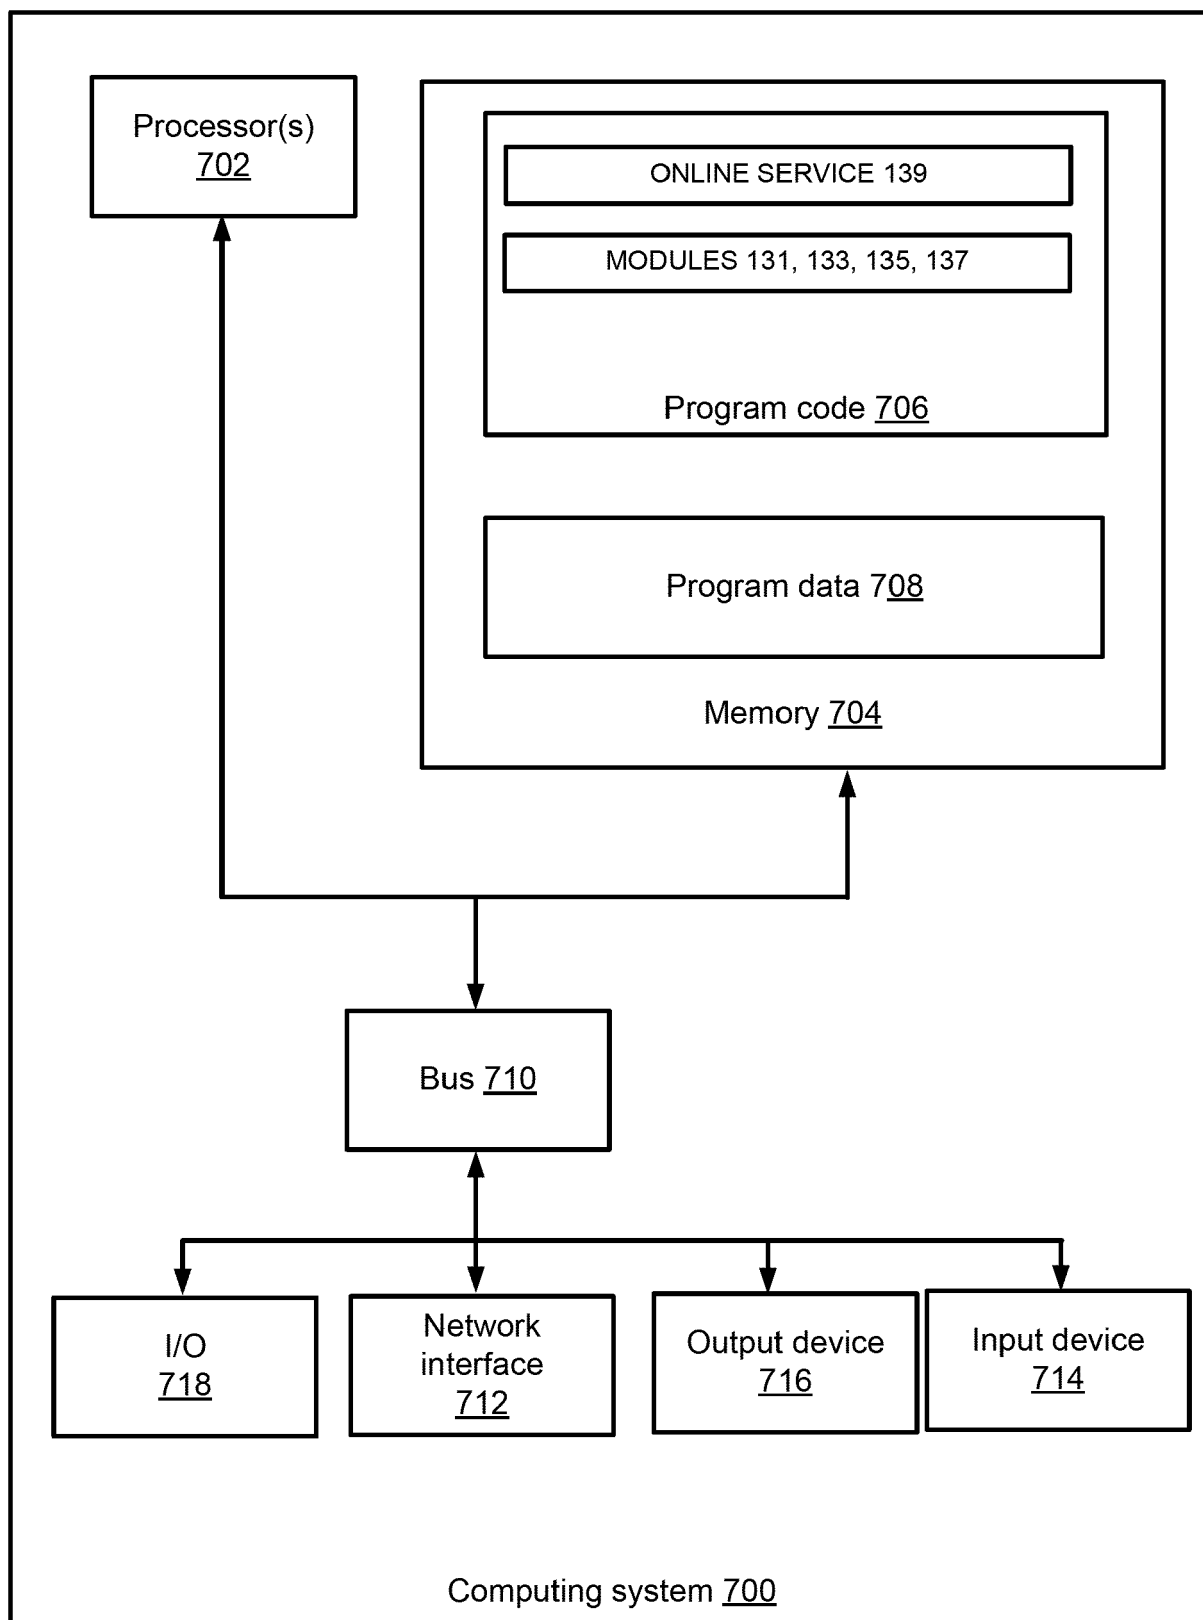 Processor(s)
702
ONLINE SERVICE 139
MODULES 131, 133, 135, 137
Program code 706
Program data 708
Memory 704
Bus 710
I/O
718
Network
interface
712
Output device
716
Input device
714
Computing system 700